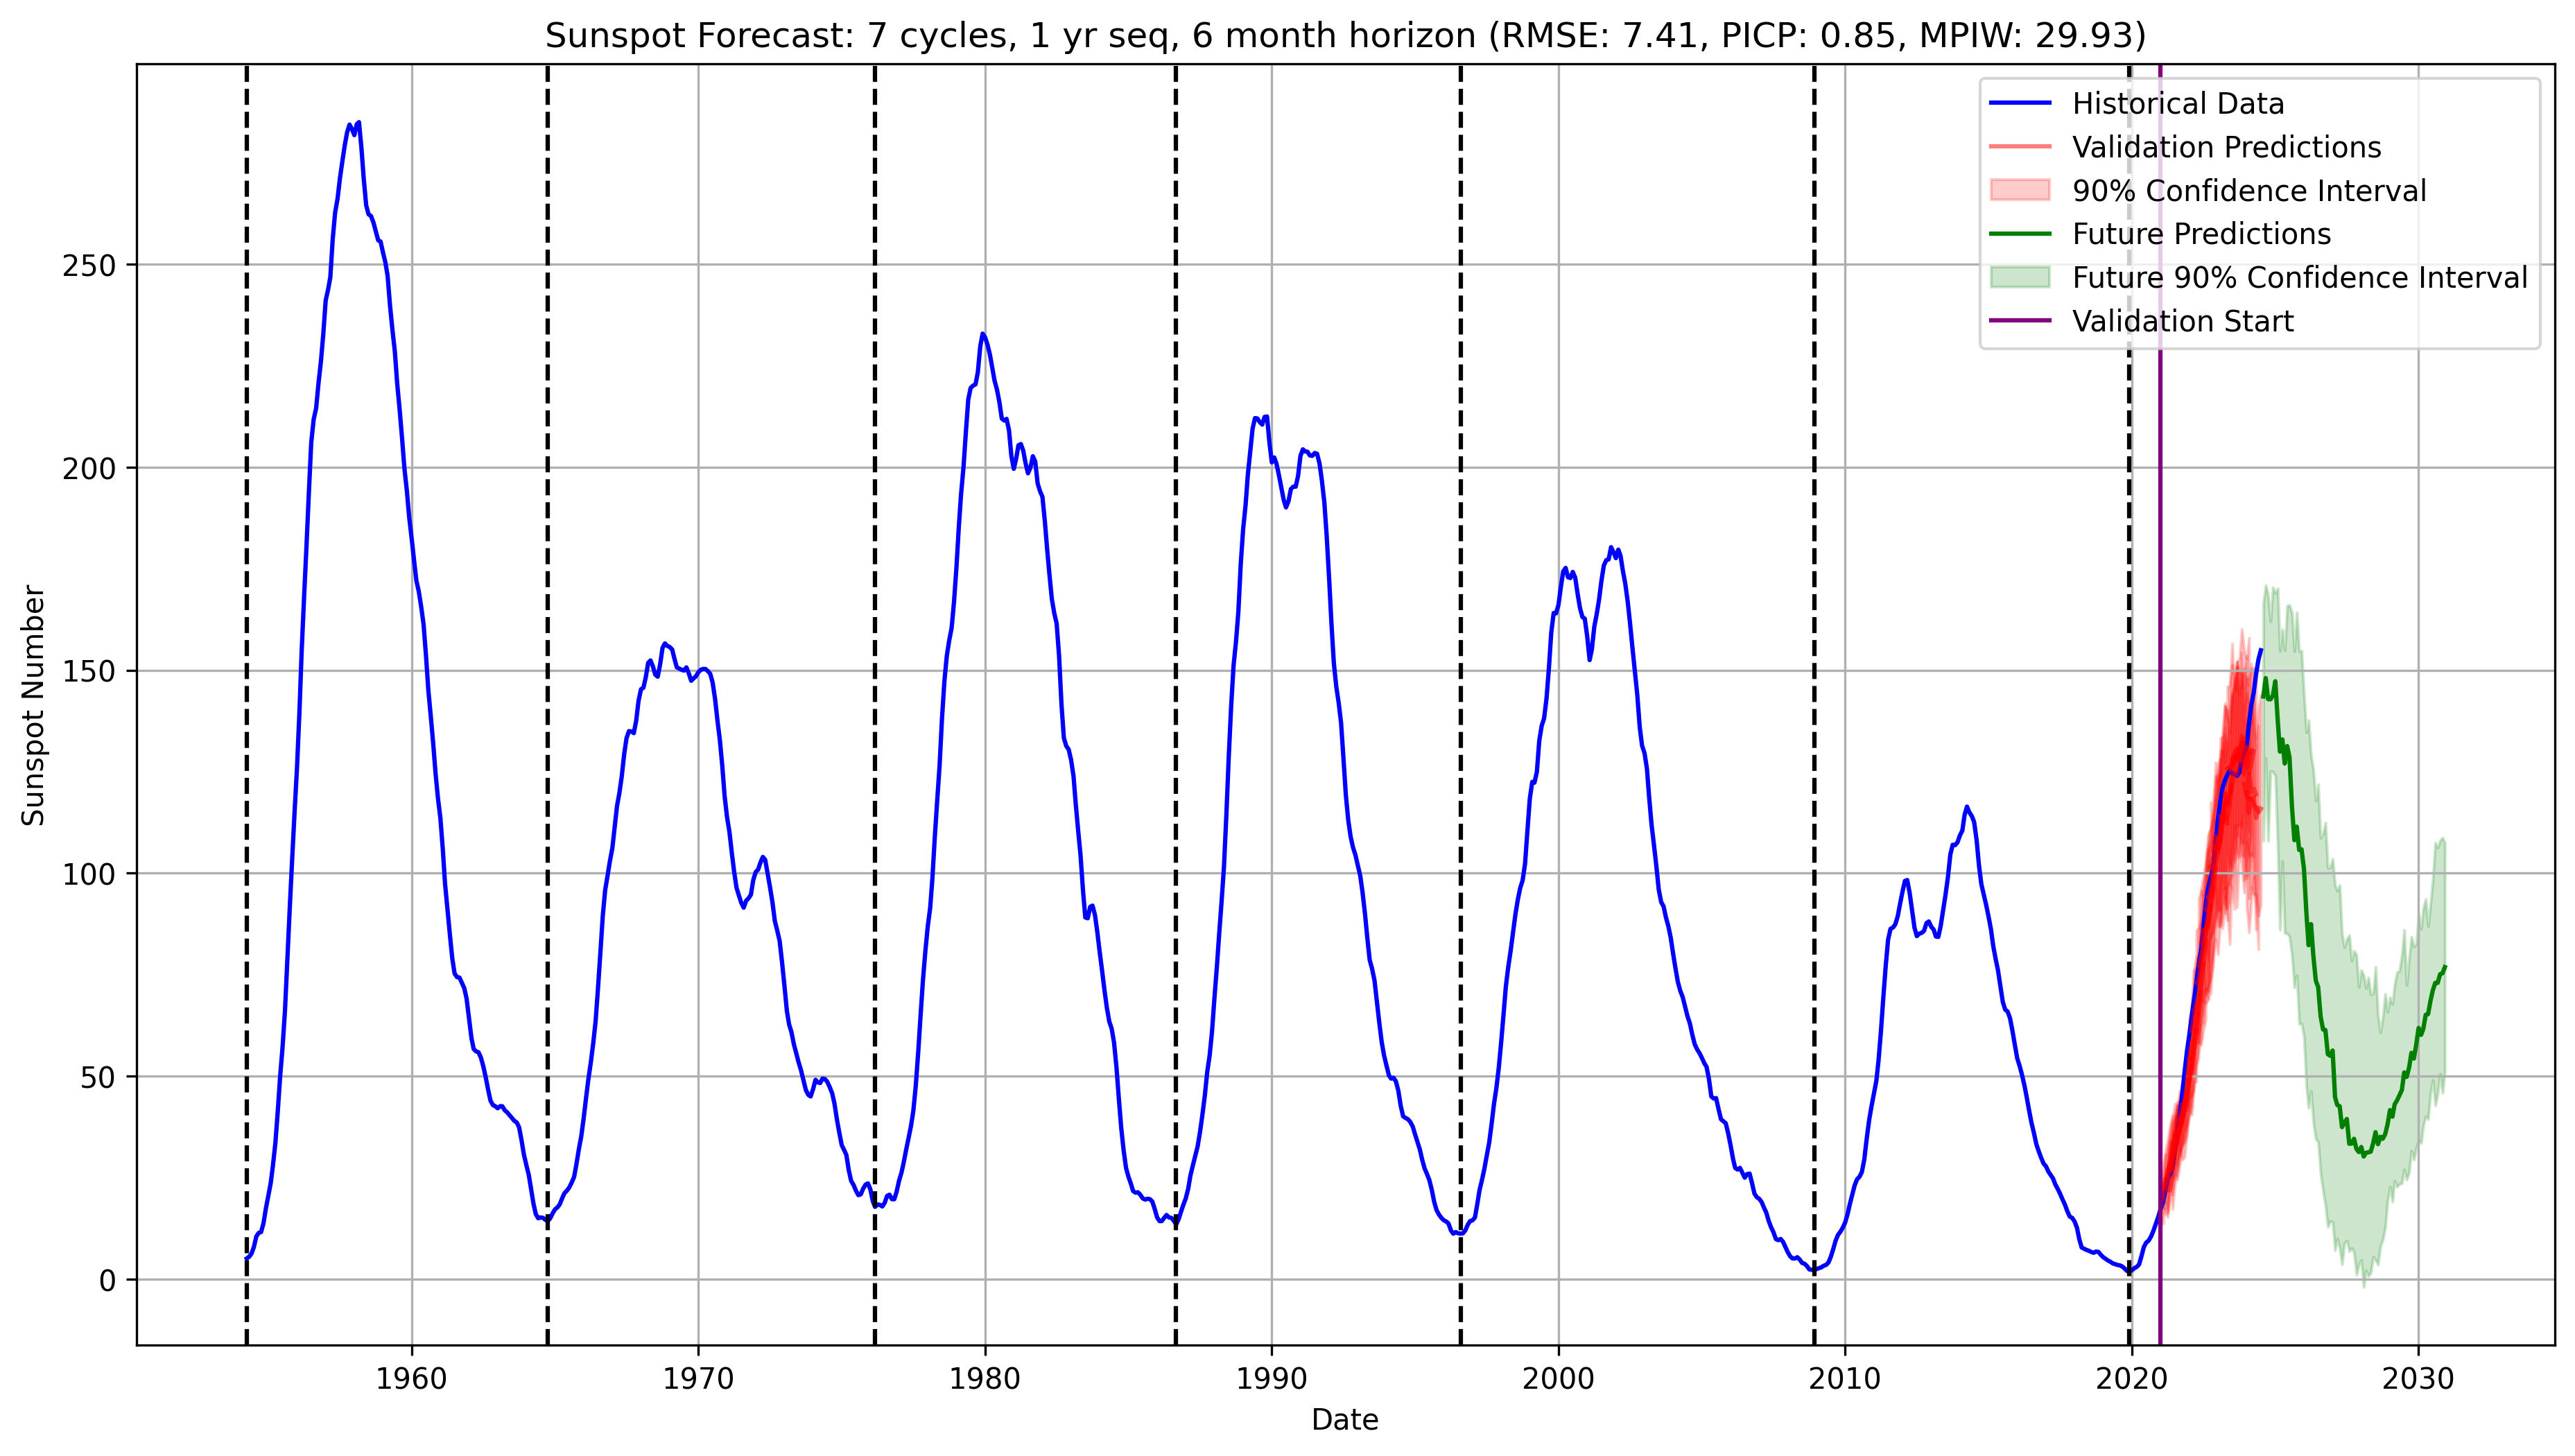 Sunspot Forecast: 7 cycles, 1 yr seq, 6 month horizon (RMSE: 7.41, PICP: 0.85, MPIW: 29.93)
Historical Data
Validation Predictions
90% Confidence Interval
Future Predictions
Future 90% Confidence Interval
Validation Start
Sunspot Number
250
200
150
100
50
0
1960
1970
1980
1990
2000
2010
2020
2030
Date